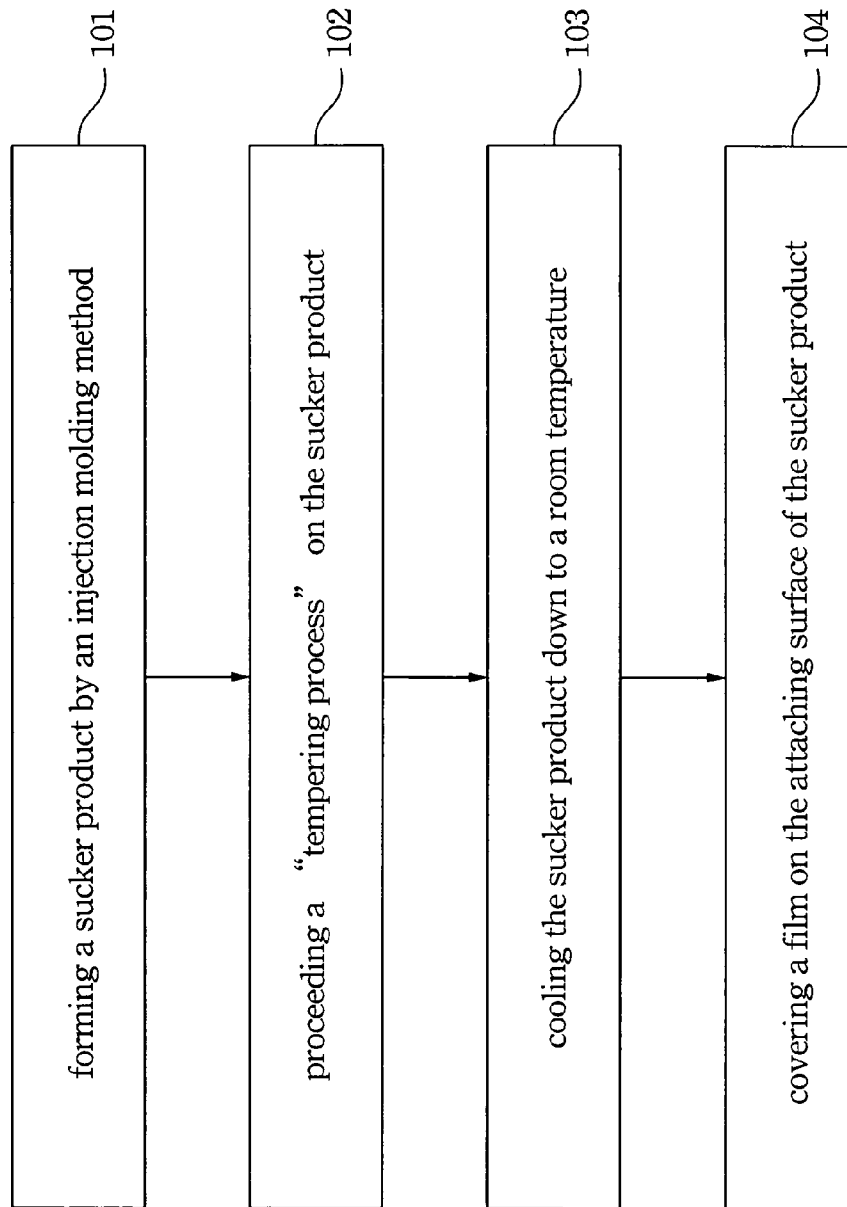 forming a sucker product by an injection molding method
101
proceeding a “tempering process” on the sucker product
102
cooling the sucker product down to a room temperature
103
covering a film on the attaching surface of the sucker product
104